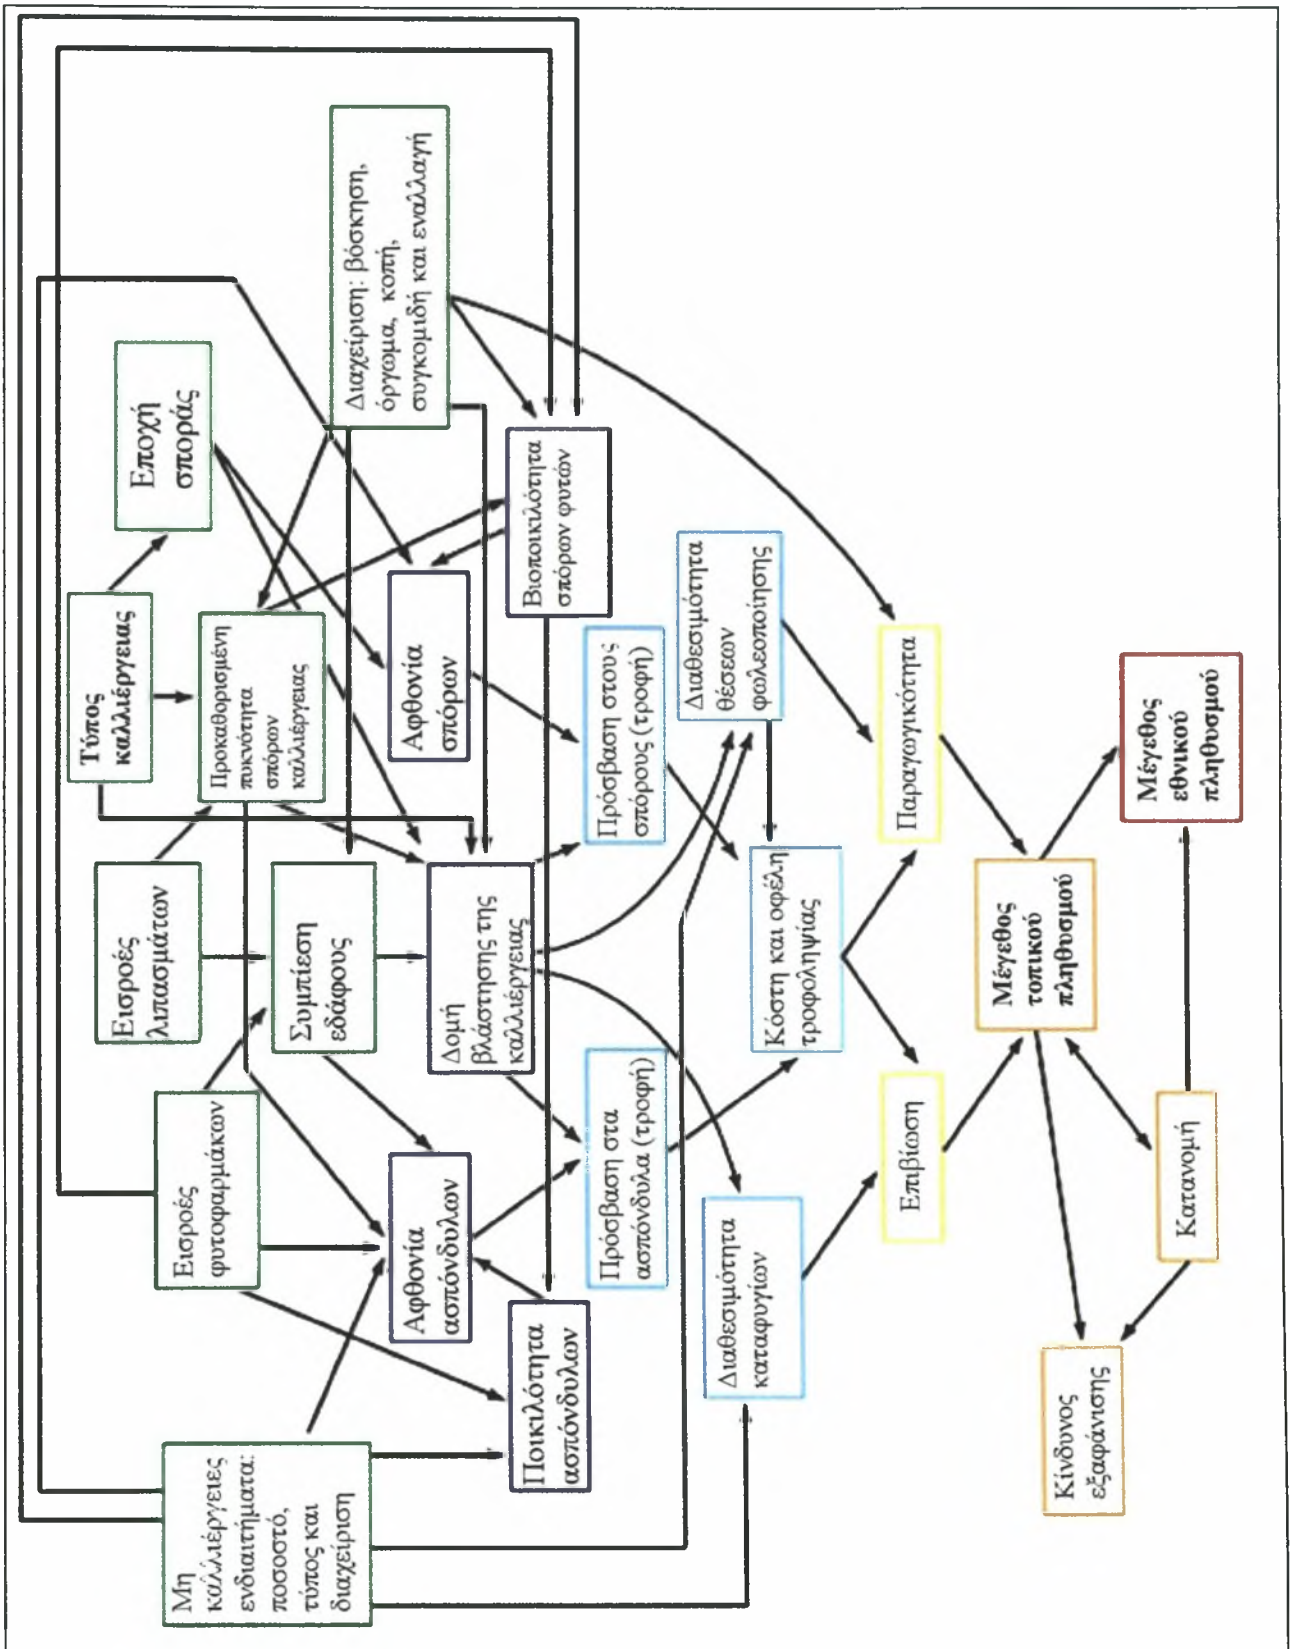 Μη
καλλιέργειες
ενδιαιτήματα:
ποσοστό,
τύπος και
διαχείριση
Εισροές
φυτοφαρμάκων
Εισροές
λιπασμάτων
Τύπος
καλλιέργειας
Εποχή
σποράς
Προκαθορισμένη
πυκνότητα
σπόρων
καλλιέργειας
Συμπίεση
εδάφους
Διαχείριση: βόσκηση,
όργωμα, κοπή,
συγκομιδή και εναλλαγή
Αφθονία
ασπόνδυλων
Δομή
βλάστησης της
καλλιέργειας
Αφθονία
σπόρων
Ποικιλότητα
ασπόνδυλων
Βιοποικιλότητα
σπόρων φυτών
Πρόσβαση στα
ασπόνδυλα (τροφή)
Πρόσβαση στους
σπόρους (τροφή)
Διαθεσιμότητα
καταφυγίων
Διαθεσιμότητα
θέσεων
φωλεοποίησης
Κόστη και οφέλη
τροφοληψίας
Επιβίωση
Παραγωγικότητα
Μέγεθος
τοπικού
πληθυσμού
Κίνδυνος
εξαφάνισης
Κατανομή
Μέγεθος
εθνικού
πληθυσμού